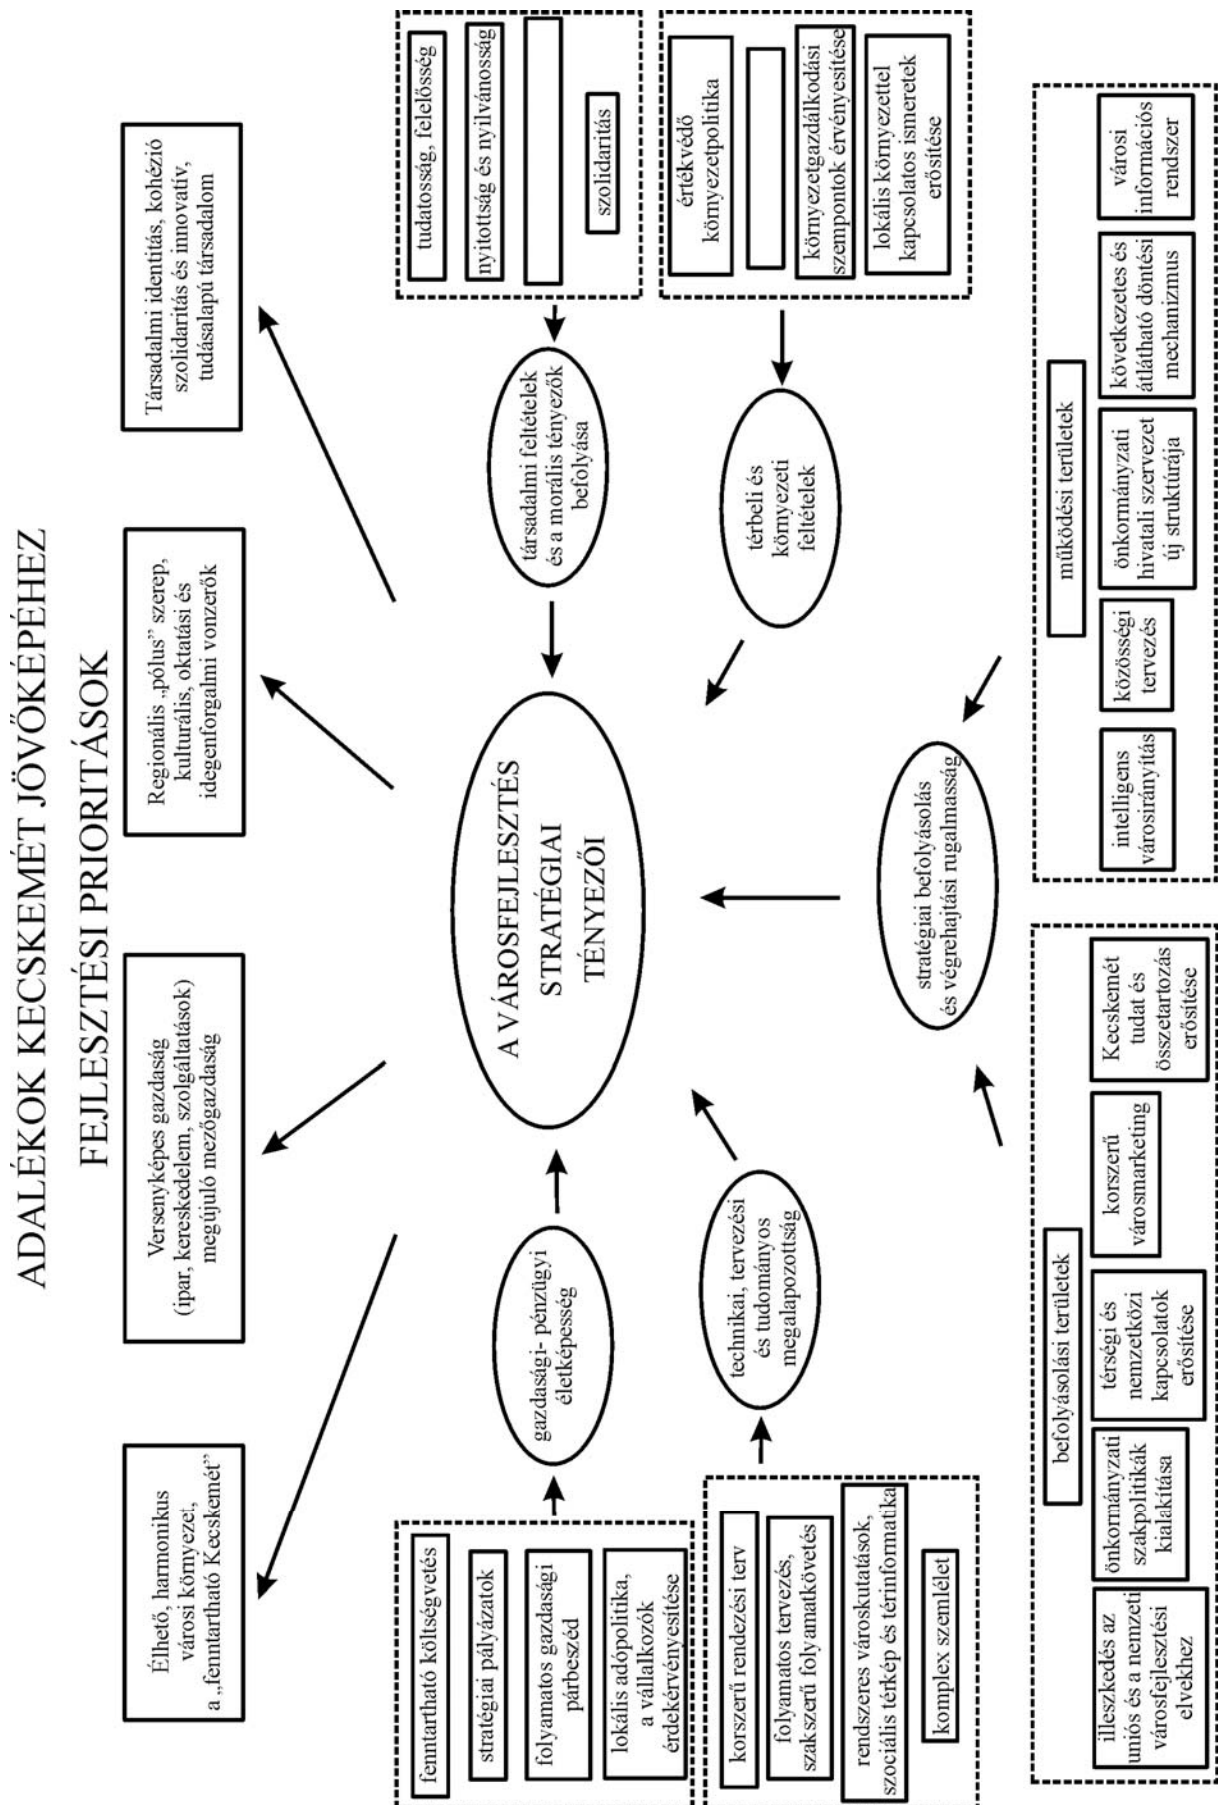 ADALÉKOK KECSKEMÉT JÖVŐKÉPÉHEZ
FEJLESZTÉSI PRIORITÁSOK
Élhető, harmonikus
városi környezet,
a „fenntartható Kecskemét”
Versenyképes gazdaság
(ipar, kereskedelem, szolgáltatások)
megújuló mezőgazdaság
Regionális „pólus” szerep,
kulturális, oktatási és
idegenforgalmi vonzerők
Társadalmi identitás, kohézió
szolidaritás és innovatív,
tudásalapú társadalom
fenntartható költségvetés
stratégiai pályázatok
folyamatos gazdasági
párbeszéd
lokális adópolitika,
a vállalkozók
érdekérvényesítése
gazdasági- pénzügyi
életképesség
A VÁROSFEJLESZTÉS
STRATÉGIAI
TÉNYEZŐI
társadalmi feltételek
és a morális tényezők
befolyása
tudatosság, felelősség
nyitottság és nyilvánosság
szolidaritás
korszerű rendezési terv
folyamatos tervezés,
szakszerű folyamatkövetés
rendszeres városkutatások,
szociális térkép és térinformatika
komplex szemlélet
technikai, tervezési
és tudományos
megalapozottság
térbeli és
környezeti
feltételek
értékvédő
környezetpolitika
környezetgazdálkodási
szempontok érvényesítése
lokális környezettel
kapcsolatos ismeretek
erősítése
stratégiai befolyásolás
és végrehajtási rugalmasság
befolyásolási területek
illeszkedés az
uniós és a nemzeti
városfejlesztési
elvekhez
önkormányzati
szakpolitikák
kialakítása
térségi és
nemzetközi
kapcsolatok
erősítése
korszerű
városmarketing
Kecskemét
tudat és
összetartozás
erősítése
működési területek
intelligens
városirányítás
közösségi
tervezés
önkormányzati
hivatali szervezet
új struktúrája
következetes és
átlátható döntési
mechanizmus
városi
információs
rendszer